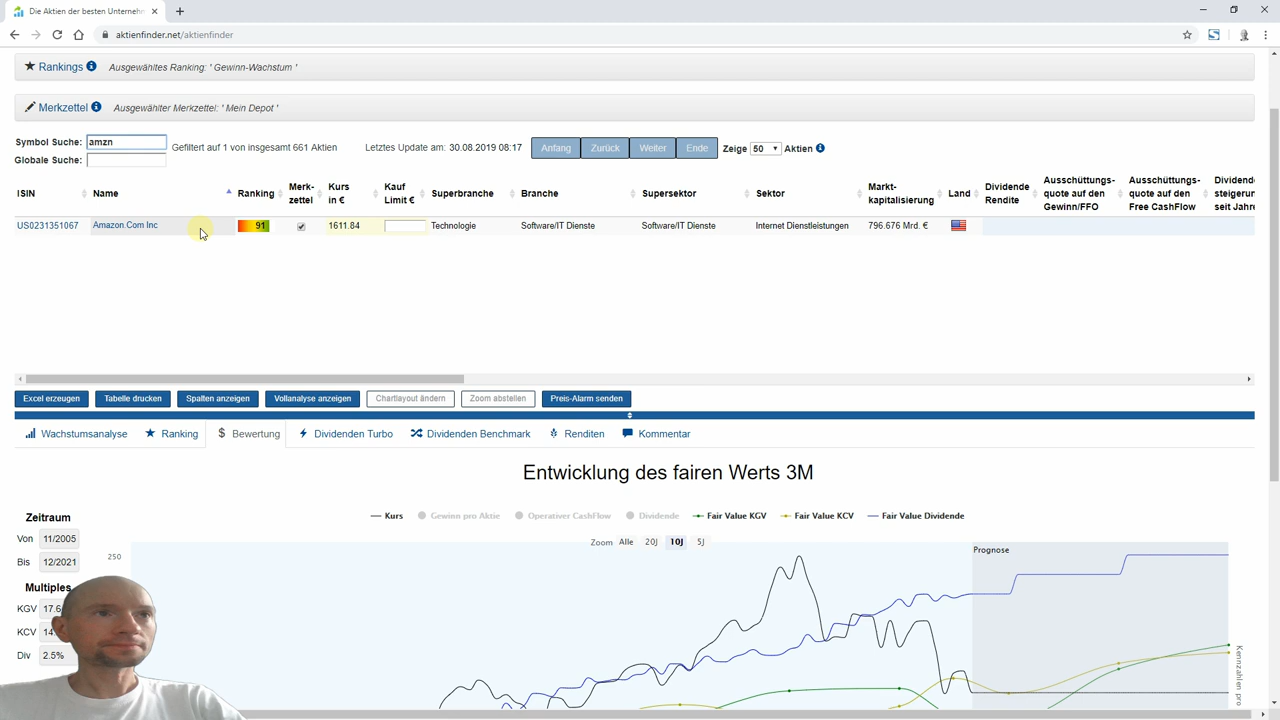 Die Aktien der besten Unternehm
aktienfinder.net/aktienfinder
Rankings Ausgewähltes Ranking: ' Gewinn-Wachstum '
Merkzettel Ausgewählter Merkzettel: ' Mein Depot '
Symbol Suche: amzn Gefiltert auf 1 von insgesamt 661 Aktien Letztes Update am: 30.08.2019 08:17 Anfang Zurück Weiter Ende Zeige 50 Aktien
Globale Suche:
ISIN Name Ranking Merk-zettel Kurs in € Kauf Limit € Superbranche Branche Supersektor Sektor Markt-kapitalisierung Land Dividende Rendite Ausschüttungs-quote auf den Gewinn/FFO Ausschüttungs-quote auf den Free CashFlow Dividend steigerun seit Jahre
US0231351067 Amazon.Com Inc 91 1611.84 Technologie Software/IT Dienste Software/IT Dienste Internet Dienstleistungen 796.676 Mrd. €
Excel erzeugen Tabelle drucken Spalten anzeigen Vollanalyse anzeigen Chartlayout ändern Zoom abstellen Preis-Alarm senden
Wachstumsanalyse Ranking $ Bewertung Dividenden Turbo Dividenden Benchmark Renditen Kommentar
Entwicklung des fairen Werts 3M
Zeitraum
Von 11/2005
Bis 12/2021
Multiples
KGV 17.6
KCV 14.
Div 2.5%
Kurs Gewinn pro Aktie Operativer CashFlow Dividende Fair Value KGV Fair Value KCV Fair Value Dividende
Zoom Alle 20J 10J 5J
250
Prognose
Kennzahlen pro